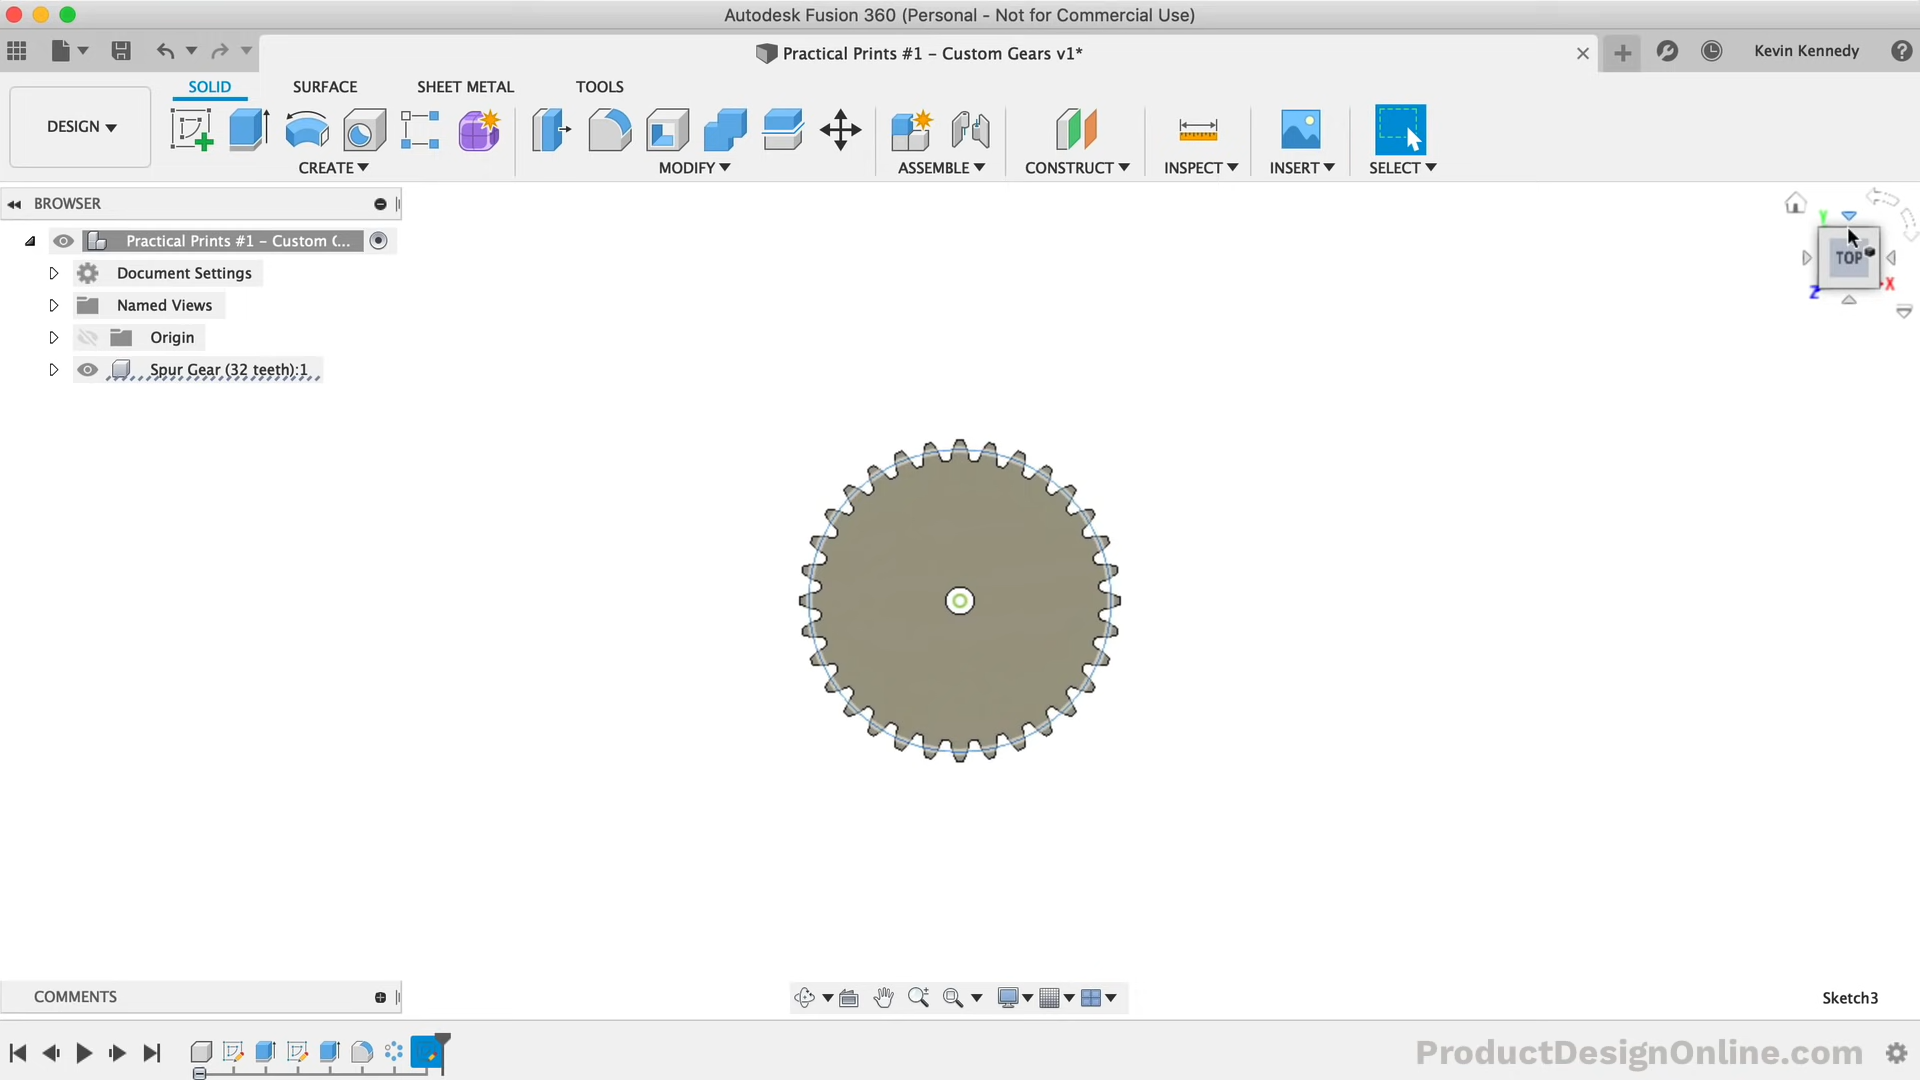 Autodesk Fusion 360 (Personal - Not for Commercial Use)
Practical Prints #1 – Custom Gears v1*
Kevin Kennedy
SOLID
SURFACE
SHEET METAL
TOOLS
DESIGN
CREATE
MODIFY
ASSEMBLE
CONSTRUCT
INSPECT
INSERT
SELECT
BROWSER
Practical Prints #1 – Custom (...
Document Settings
Named Views
Origin
Spur Gear (32 teeth):1
Y
TOP
X
Z
COMMENTS
Sketch3
ProductDesignOnline.com